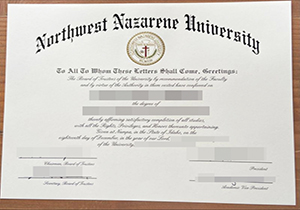 Northwest Nazarene University
To All To Whom These Letters Shall Come, Greetings:
The Board of Trustees of the University by recommendation of the Faculty
and by virtue of the Authority in them vested have conferred on
the degree of
thereby affirming satisfactory completion of all studies,
with all the Rights, Privileges, and Honors thereunto appertaining.
Given at Nampa, in the State of Idaho, on the
eighteenth day of December, in the year of our Lord,
of the University.
Chairman, Board of Trustees
President
Secretary, Board of Trustees
Academic Vice President